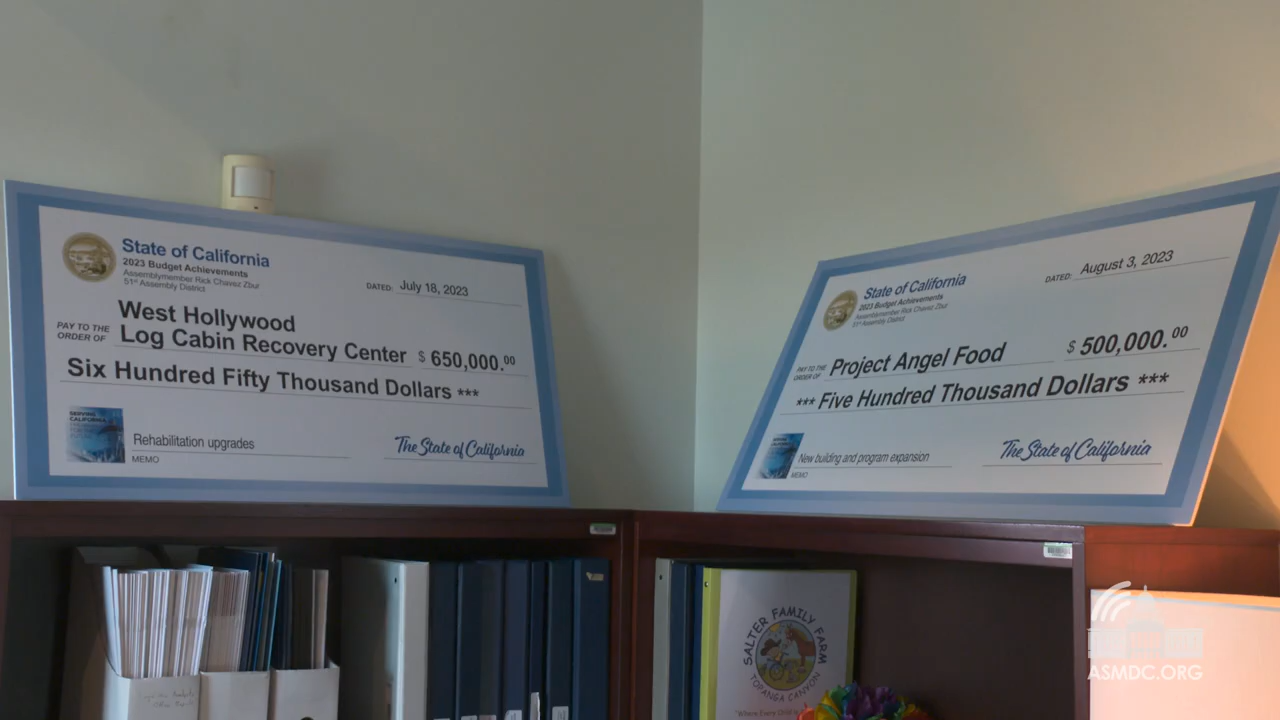 State of California
2023 Budget Achievements
Assemblymember Rick Chavez Zbur
51st Assembly District
DATED: July 18, 2023
PAY TO THE ORDER OF
West Hollywood
Log Cabin Recovery Center $ 650,000.00
Six Hundred Fifty Thousand Dollars ***
SERVING
CALIFORNIA
Rehabilitation upgrades
MEMO
The State of California
State of California
2023 Budget Achievements
Assemblymember Rick Chavez Zbur
51st Assembly District
DATED: August 3, 2023
PAY TO THE ORDER OF
Project Angel Food $ 500,000.00
*** Five Hundred Thousand Dollars ***
New building and program expansion
MEMO
The State of California
SALTER FAMILY FARM
TOPANGA CANYON
ASMDC.ORG